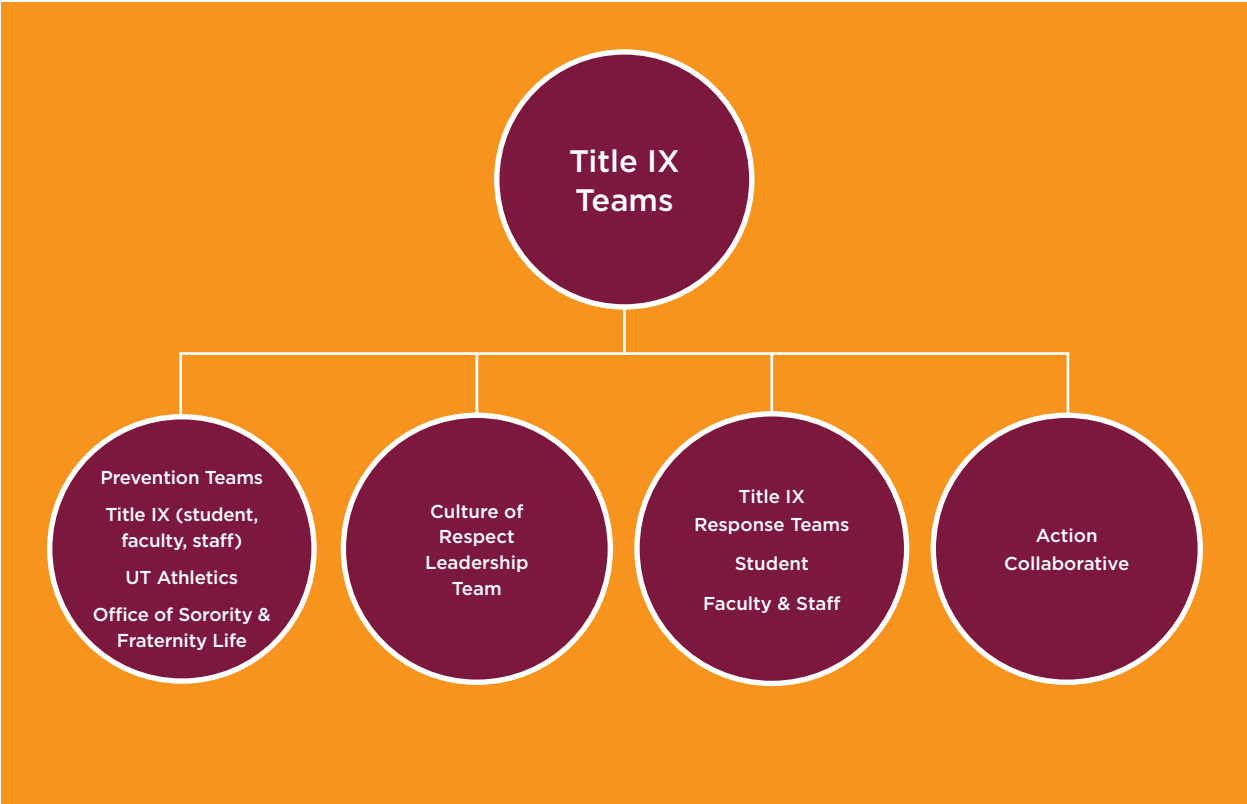 Title IX
Teams
Prevention Teams
Title IX (student,
faculty, staff)
UT Athletics
Office of Sorority &
Fraternity Life
Culture of
Respect
Leadership
Team
Title IX
Response Teams
Student
Faculty & Staff
Action
Collaborative